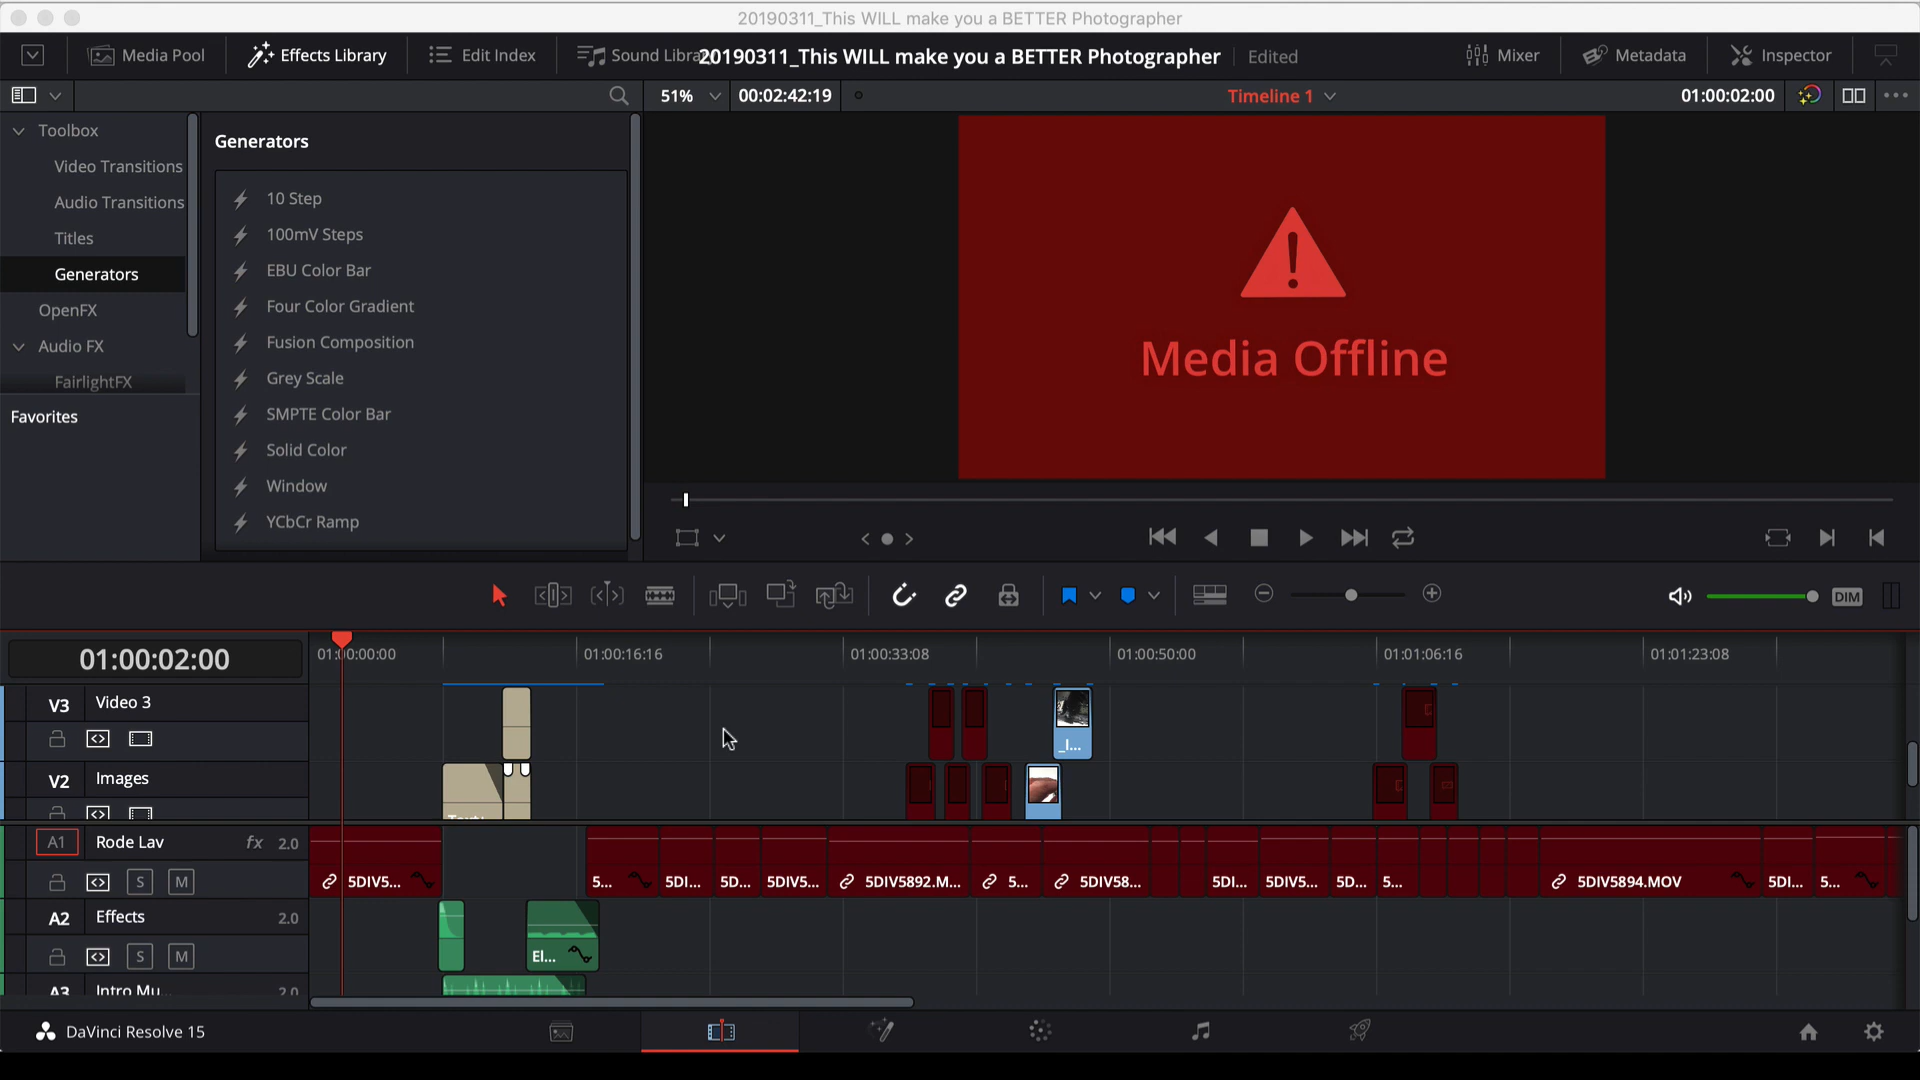 20190311_This WILL make you a BETTER Photographer
Media Pool
Effects Library
Edit Index
Sound Libra
20190311_This WILL make you a BETTER Photographer
Edited
Mixer
Metadata
Inspector
51%
00:02:42:19
Timeline 1
01:00:02:00
Toolbox
Video Transitions
Audio Transitions
Titles
Generators
OpenFX
Audio FX
FairlightFX
Favorites
Generators
10 Step
100mV Steps
EBU Color Bar
Four Color Gradient
Fusion Composition
Grey Scale
SMPTE Color Bar
Solid Color
Window
YCbCr Ramp
Media Offline
DIM
01:00:02:00
01:00:00:00
01:00:16:16
01:00:33:08
01:00:50:00
01:01:06:16
01:01:23:08
V3 Video 3
_I...
V2 Images
A1 Rode Lav fx 2.0
S M
5DIV5...
5...
5DI...
5D...
5DIV5...
5DIV5892.M...
5...
5DIV58...
5DI...
5DIV5...
5D...
5...
5DIV5894.MOV
5DI...
5...
A2 Effects 2.0
S M
El...
A3 Intro Mu... 2.0
DaVinci Resolve 15